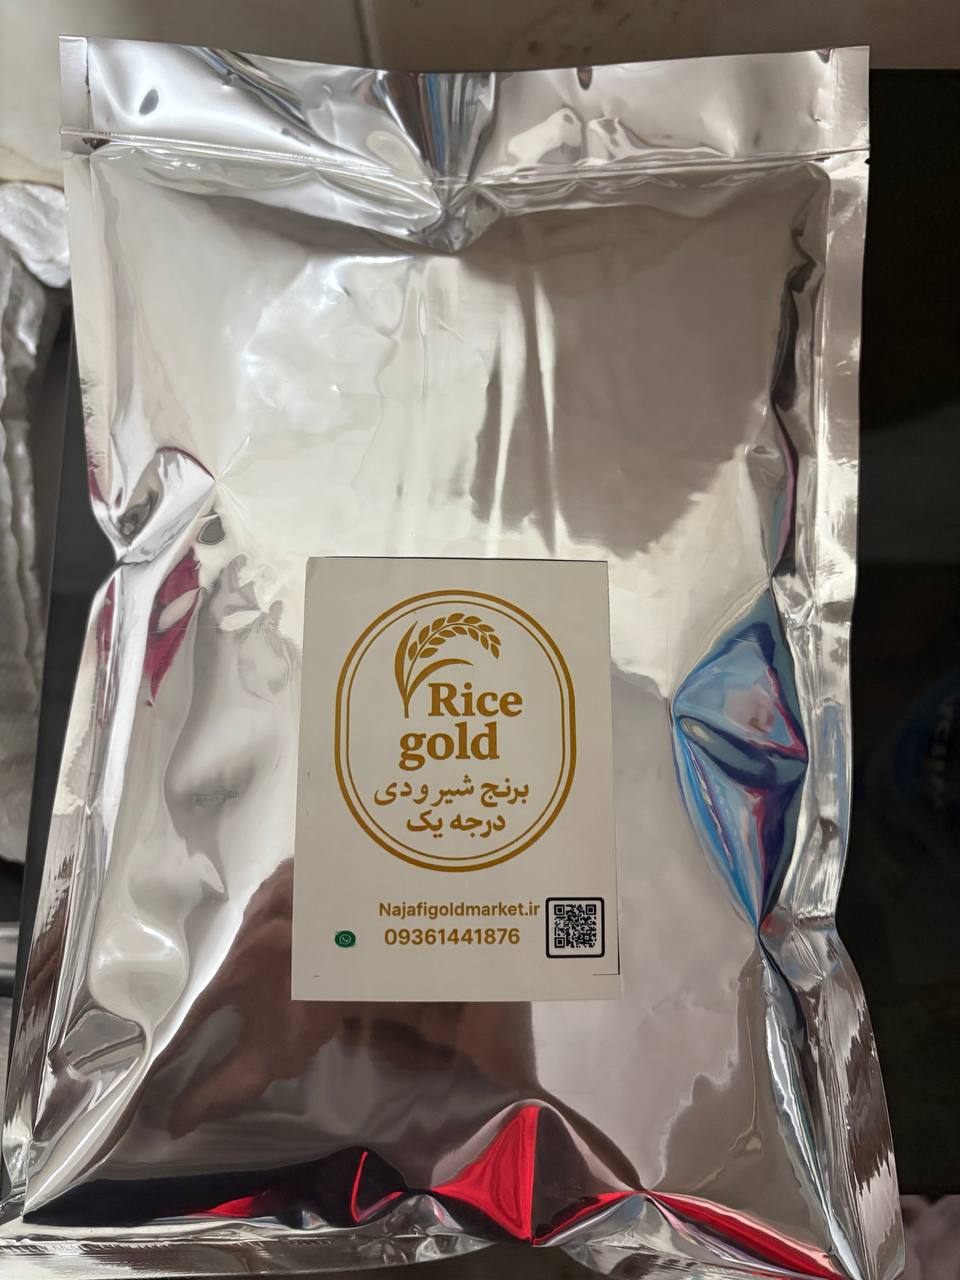 Rice
gold
برنج شیرودی
درجه یک
Najafigoldmarket.ir
09361441876